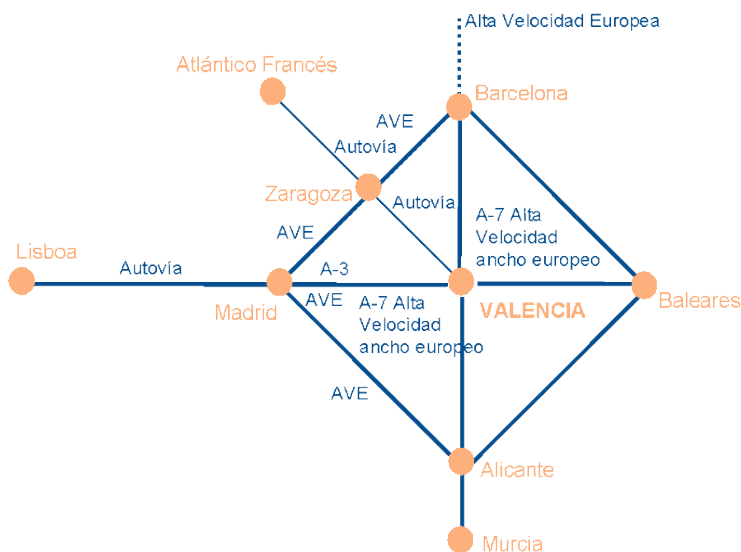 Alta Velocidad Europea
Atlántico Francés
Barcelona
AVE
Autovía
Zaragoza
Autovía
A-7 Alta
Velocidad
ancho europeo
AVE
Lisboa
Autovía
A-3
Madrid
AVE
A-7 Alta
Velocidad
ancho europeo
VALENCIA
Baleares
AVE
Alicante
Murcia